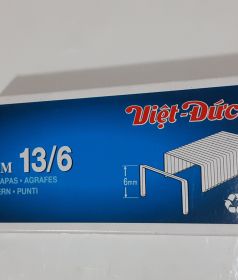 Việt-Đức
M 13/6
APAS · AGRAFES
ERN · PUNTI
6mm